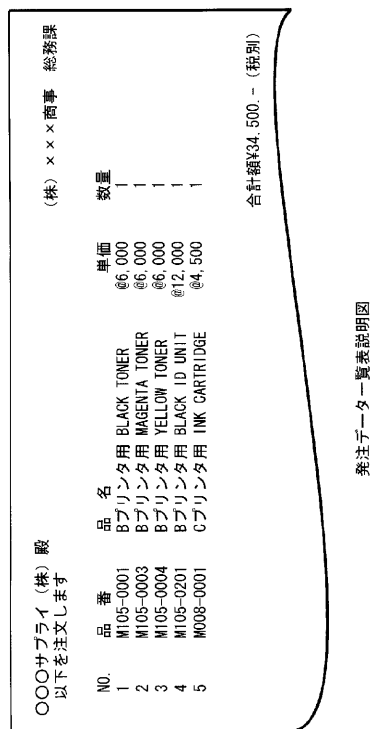 (株) ×××商事 総務課
○○○サプライ (株) 殿
以下を注文します
NO. 品 番 品 名 単価 数量
1 M105-0001 Bプリンタ用 BLACK TONER @6,000 1
2 M105-0003 Bプリンタ用 MAGENTA TONER @6,000 1
3 M105-0004 Bプリンタ用 YELLOW TONER @6,000 1
4 M105-0201 Bプリンタ用 BLACK ID UNIT @12,000 1
5 M008-0001 Cプリンタ用 INK CARTRIDGE @4,500 1
合計額¥34.500.- (税別)
発注データ一覧表説明図